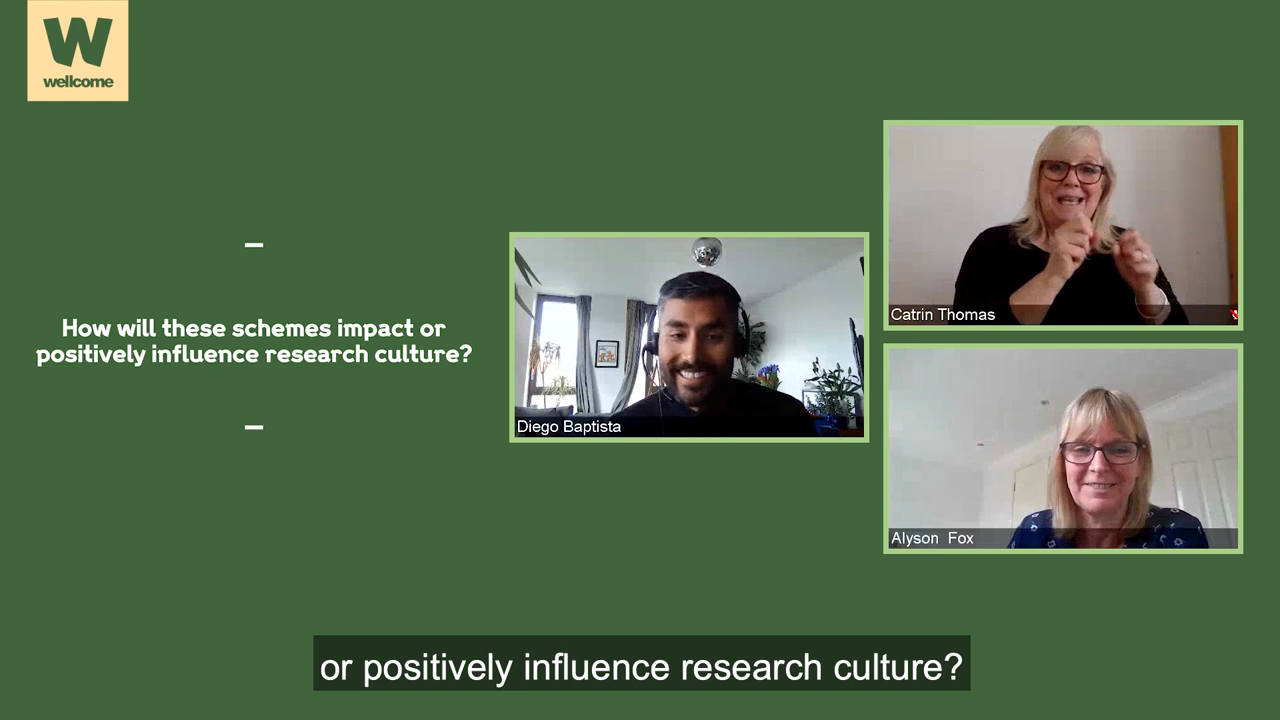 W
wellcome
–
How will these schemes impact or
positively influence research culture?
–
Diego Baptista
Catrin Thomas
Alyson Fox
or positively influence research culture?